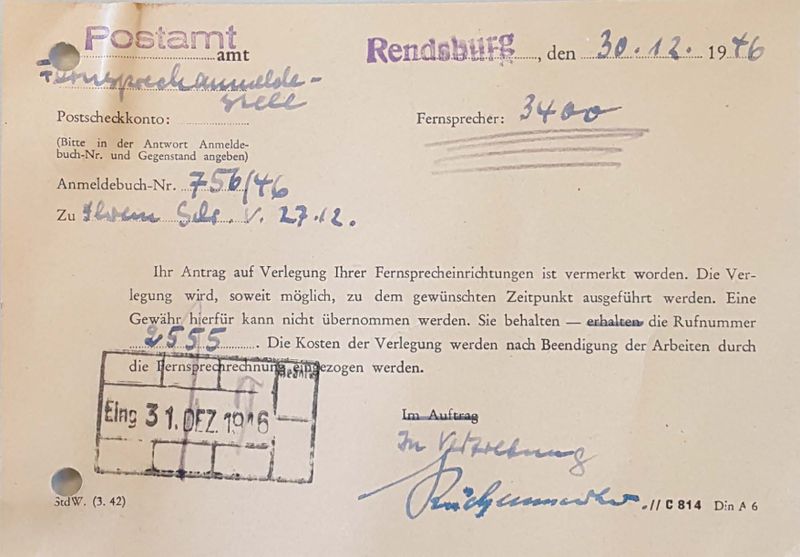 Postamt amt
Rendsburg, den 30.12. 1946
Fernsprechanmelde-
stelle
Postscheckkonto:
Fernsprecher: 3400
(Bitte in der Antwort Anmelde-
buch-Nr. und Gegenstand angeben)
Anmeldebuch-Nr. 756/46
Zu Ihrem Schr. v. 27.12.
Ihr Antrag auf Verlegung Ihrer Fernsprecheinrichtungen ist vermerkt worden. Die Ver-
legung wird, soweit möglich, zu dem gewünschten Zeitpunkt ausgeführt werden. Eine
Gewähr hierfür kann nicht übernommen werden. Sie behalten — erhalten die Rufnummer
2555. Die Kosten der Verlegung werden nach Beendigung der Arbeiten durch
die Fernsprechrechnung eingezogen werden.
Eing 31. DEZ. 1946
Im Auftrag
In Vertretung
StdW. (3. 42)
.// C 814 Din A 6